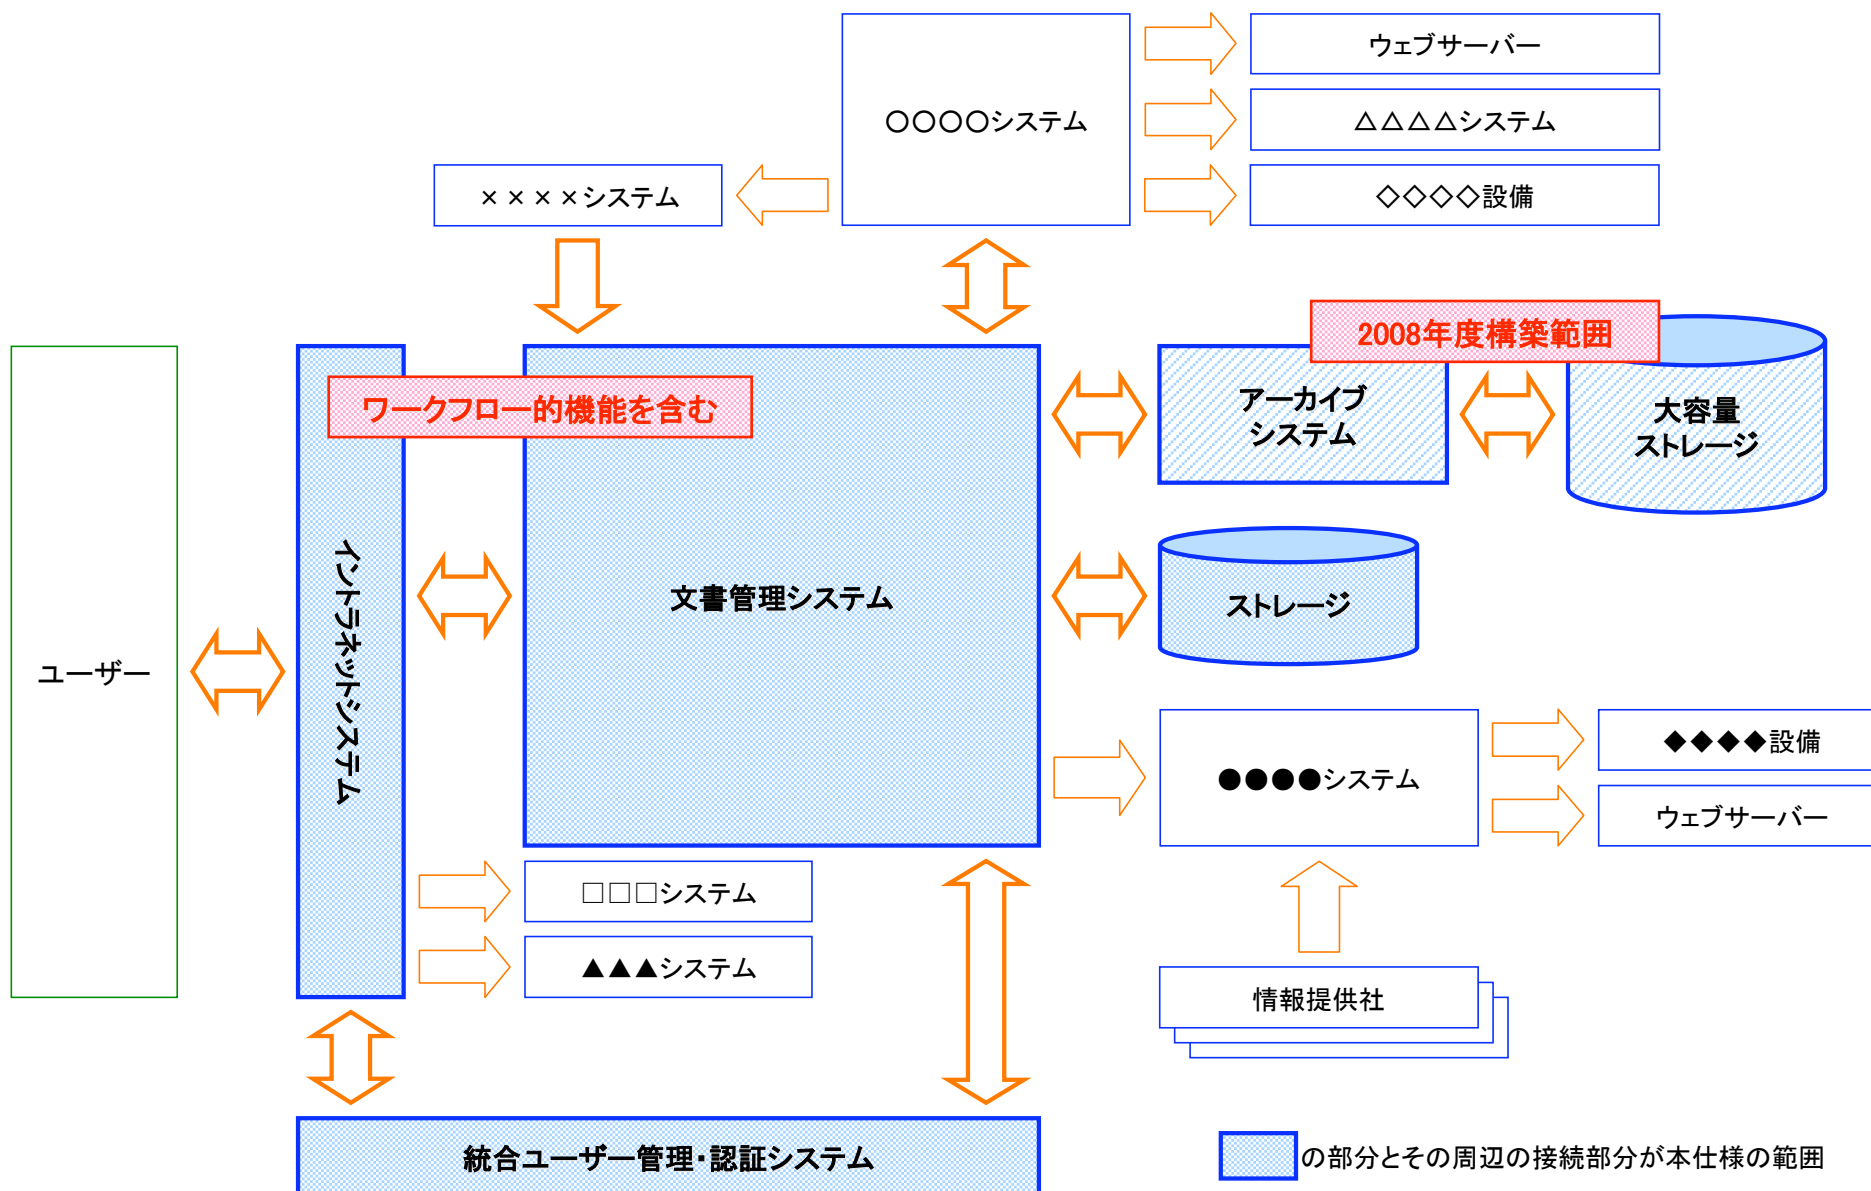 ウェブサーバー
○○○○システム
△△△△システム
××××システム
◇◇◇◇設備
2008年度構築範囲
ワークフロー的機能を含む
アーカイブ
システム
大容量
ストレージ
イントラネットシステム
文書管理システム
ストレージ
ユーザー
●●●●システム
◆◆◆◆設備
ウェブサーバー
□□□システム
▲▲▲システム
情報提供社
統合ユーザー管理・認証システム
の部分とその周辺の接続部分が本仕様の範囲